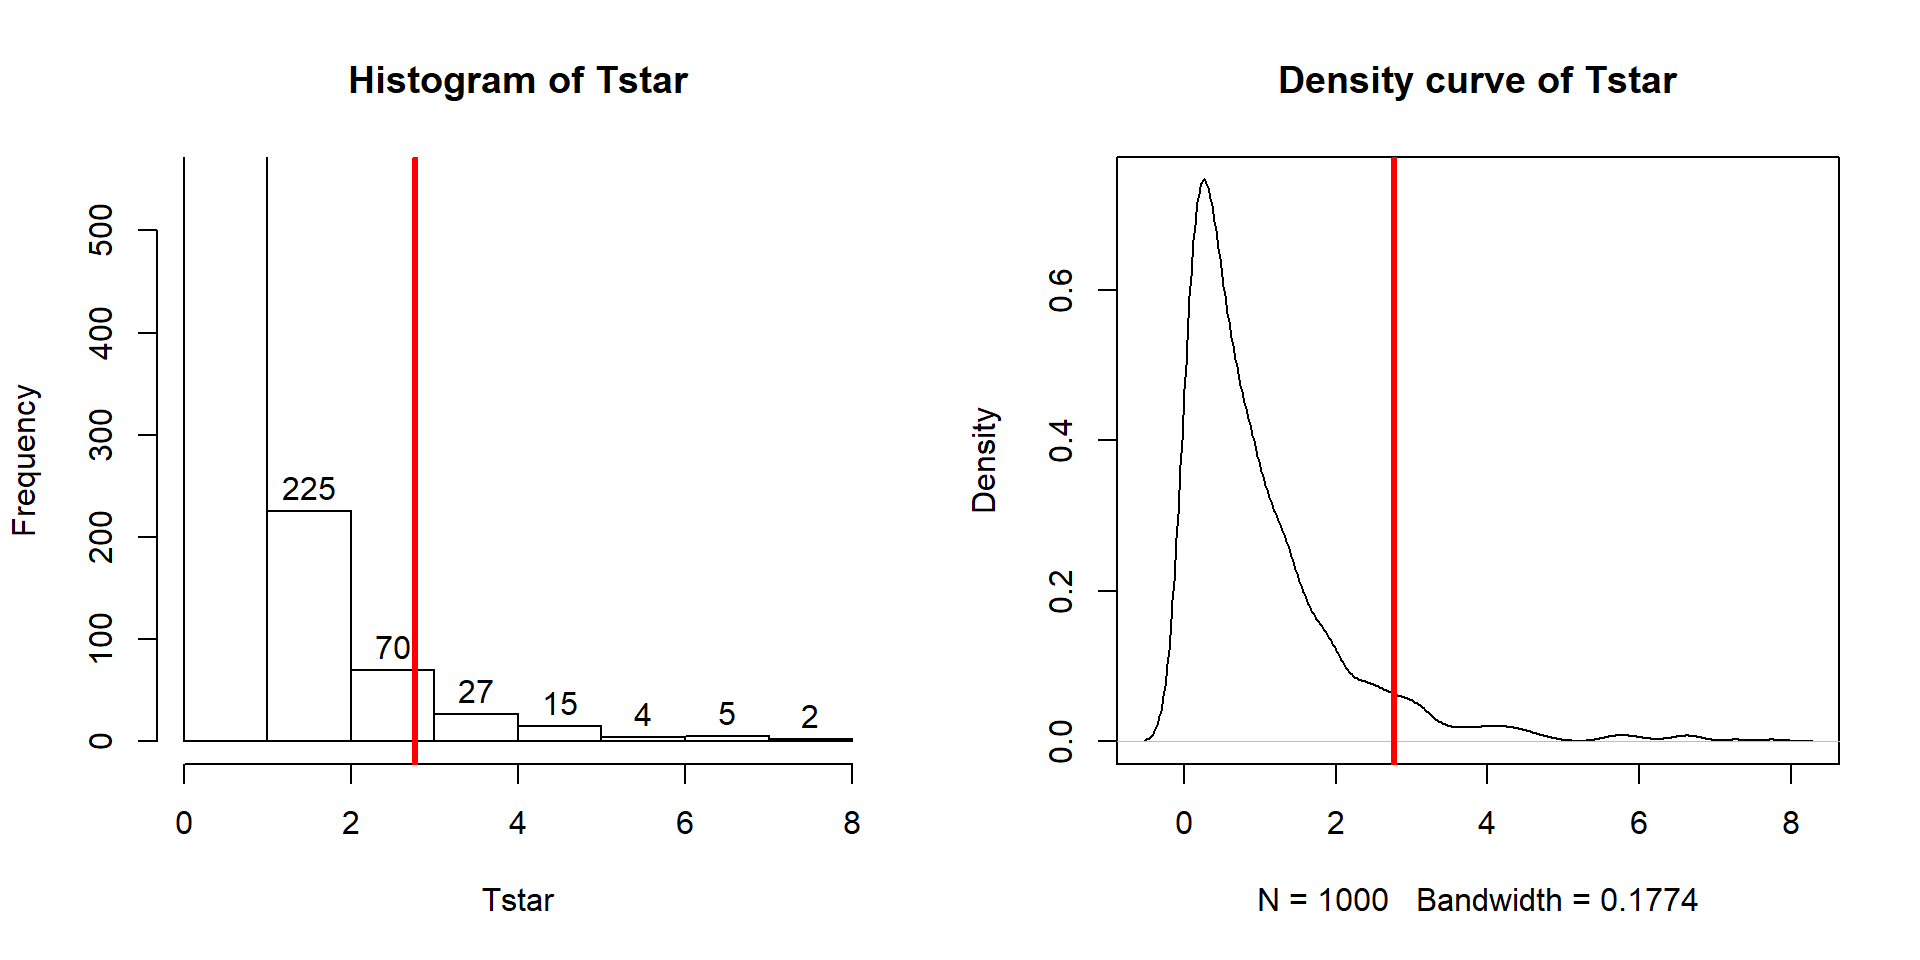 Histogram of Tstar
Frequency
500
400
300
200
100
0
225
70
27
15
4
5
2
0 2 4 6 8
Tstar
Density curve of Tstar
Density
0.6
0.4
0.2
0.0
0 2 4 6 8
N = 1000 Bandwidth = 0.1774